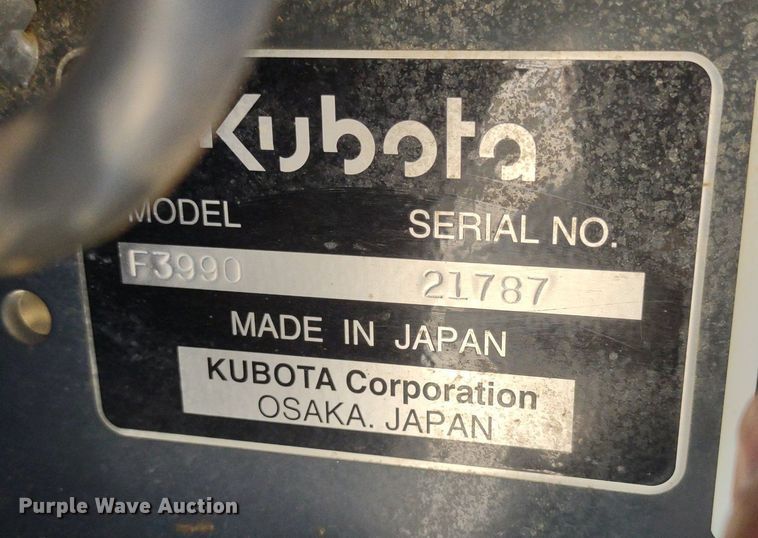 Kubota
MODEL SERIAL NO.
F3990 21787
MADE IN JAPAN
KUBOTA Corporation
OSAKA. JAPAN
Purple Wave Auction